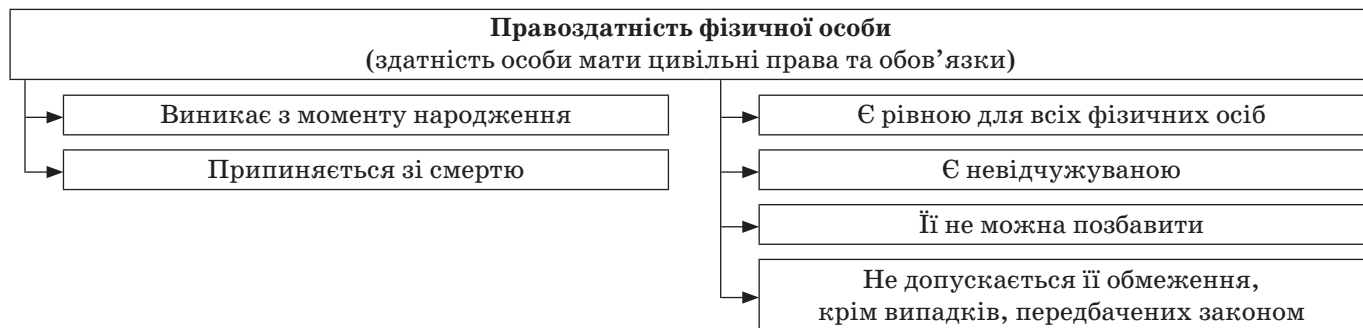 Правоздатність фізичної особи
(здатність особи мати цивільні права та обов’язки)
Виникає з моменту народження
Припиняється зі смертю
Є рівною для всіх фізичних осіб
Є невідчужуваною
Її не можна позбавити
Не допускається її обмеження,
крім випадків, передбачених законом